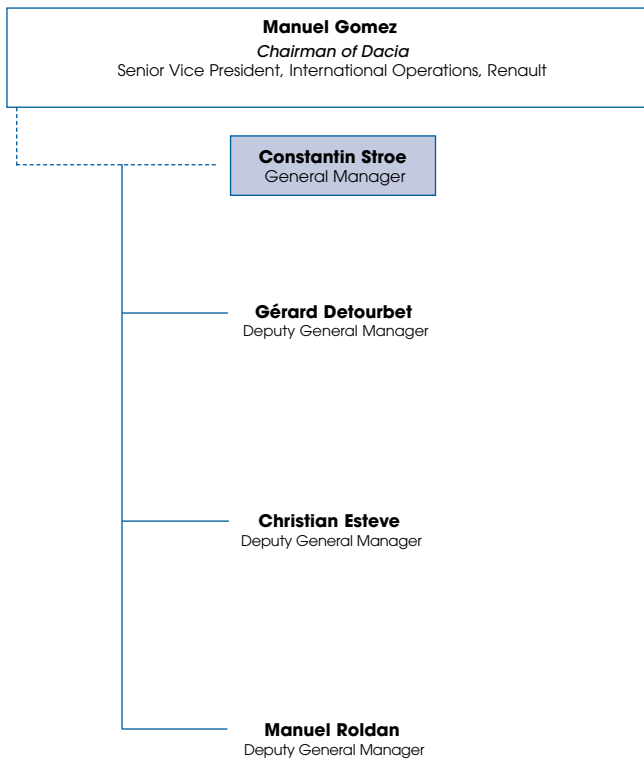 Manuel Gomez
Chairman of Dacia
Senior Vice President, International Operations, Renault
Constantin Stroe
General Manager
Gérard Detourbet
Deputy General Manager
Christian Esteve
Deputy General Manager
Manuel Roldan
Deputy General Manager